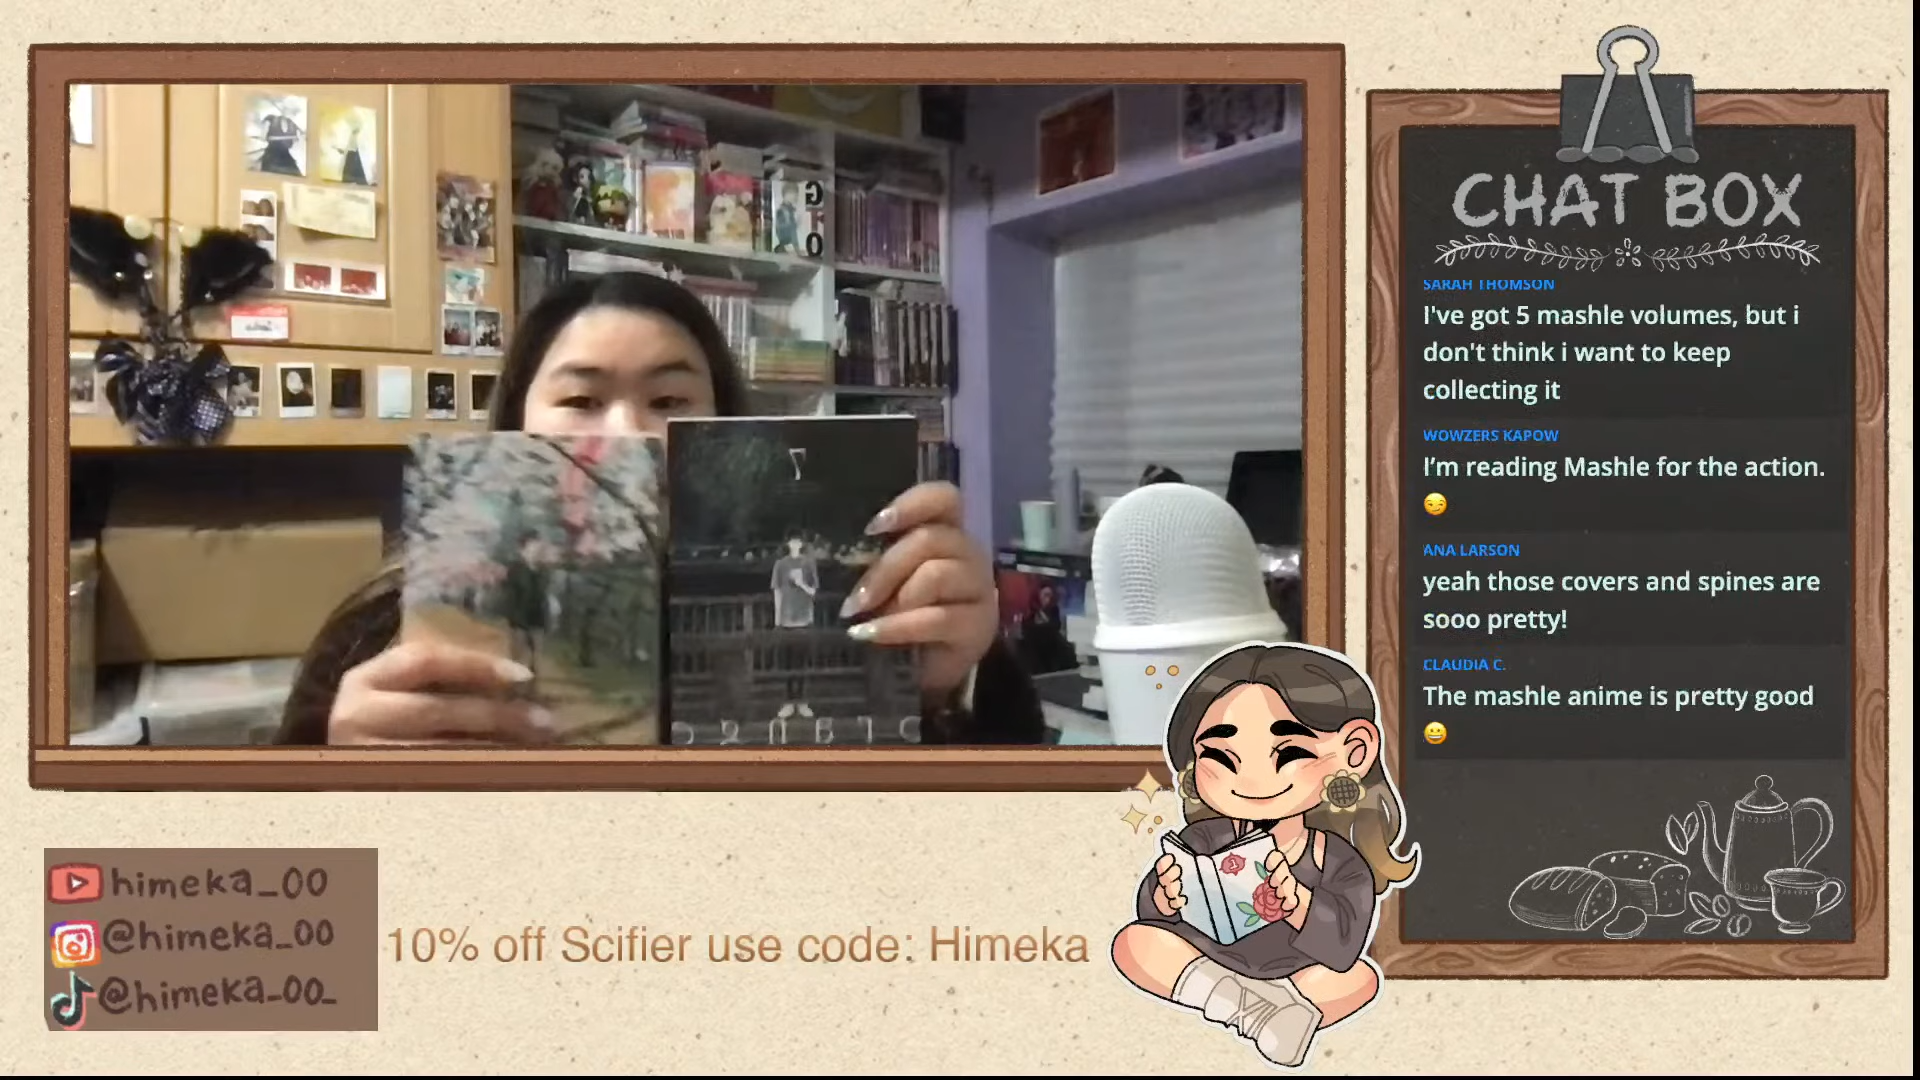 GTO
7
CHAT BOX
SARAH THOMSON
I've got 5 mashle volumes, but i
don't think i want to keep
collecting it
WOWZERS KAPOW
I'm reading Mashle for the action.
😏
ANA LARSON
yeah those covers and spines are
sooo pretty!
CLAUDIA C.
The mashle anime is pretty good
😀
himeka_00
@himeka_00
@himeka_00_
10% off Scifier use code: Himeka